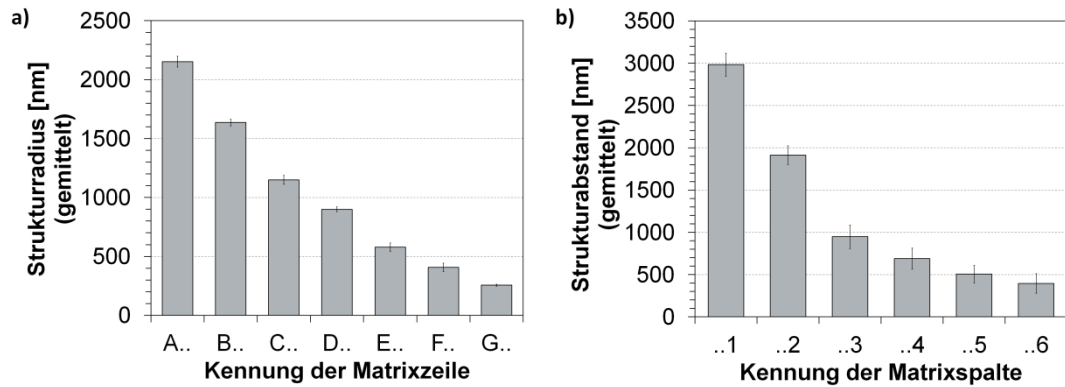 a)
Strukturradius [nm]
(gemittelt)
2500
2000
1500
1000
500
0
A.. B.. C.. D.. E.. F.. G..
Kennung der Matrixzeile
b)
Strukturabstand [nm]
(gemittelt)
3500
3000
2500
2000
1500
1000
500
0
..1 ..2 ..3 ..4 ..5 ..6
Kennung der Matrixspalte